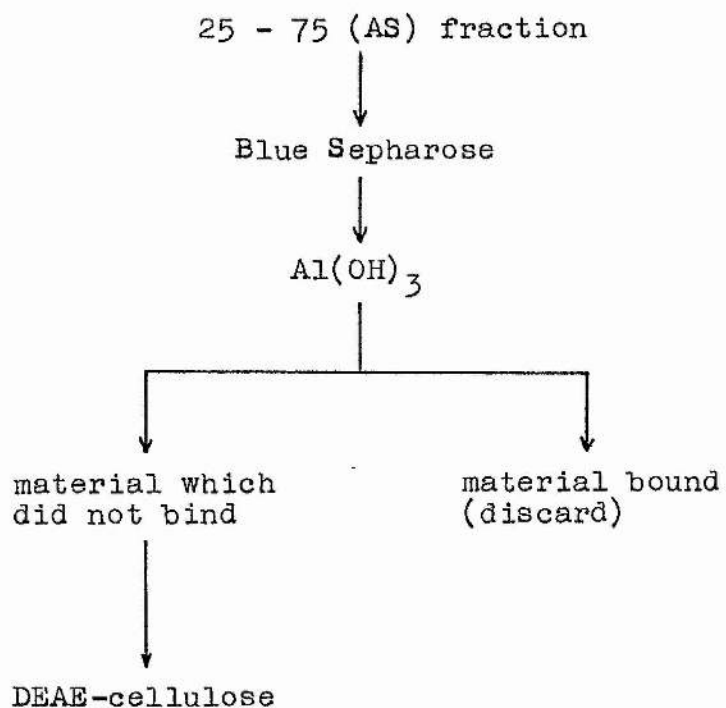 25 - 75 (AS) fraction
Blue Sepharose
Al(OH)3
material which
did not bind
material bound
(discard)
DEAE-cellulose